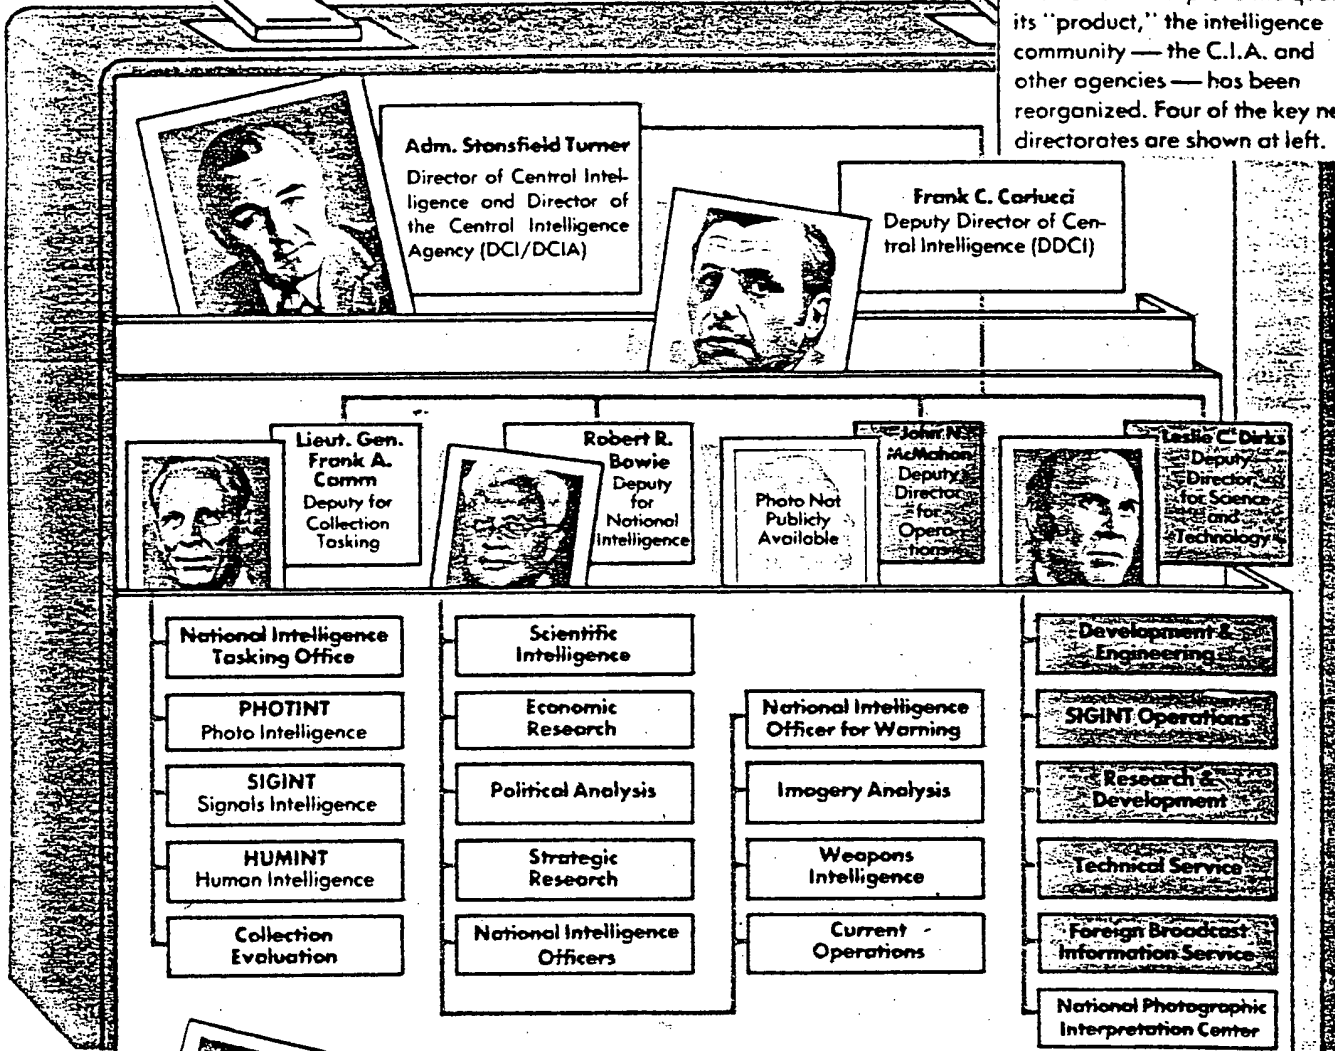 its "product," the intelligence
community — the C.I.A. and
other agencies — has been
reorganized. Four of the key
directorates are shown at left.
Adm. Stansfield Turner
Director of Central Intel-
ligence and Director of
the Central Intelligence
Agency (DCI/DCIA)
Frank C. Carlucci
Deputy Director of Cen-
tral Intelligence (DDCI)
Lieut. Gen.
Frank A.
Camm
Deputy for
Collection
Tasking
Robert R.
Bowie
Deputy
for
National
Intelligence
Photo Not
Publicly
Available
John N.
McMahon
Deputy
Director
for
Opera-
tions
Leslie C. Dirks
Deputy
Director
for Science
and
Technology
National Intelligence
Tasking Office
PHOTINT
Photo Intelligence
SIGINT
Signals Intelligence
HUMINT
Human Intelligence
Collection
Evaluation
Scientific
Intelligence
Economic
Research
Political Analysis
Strategic
Research
National Intelligence
Officers
National Intelligence
Officer for Warning
Imagery Analysis
Weapons
Intelligence
Current
Operations
Development &
Engineering
SIGINT Operations
Research &
Development
Technical Service
Foreign Broadcast
Information Service
National Photographic
Interpretation Center